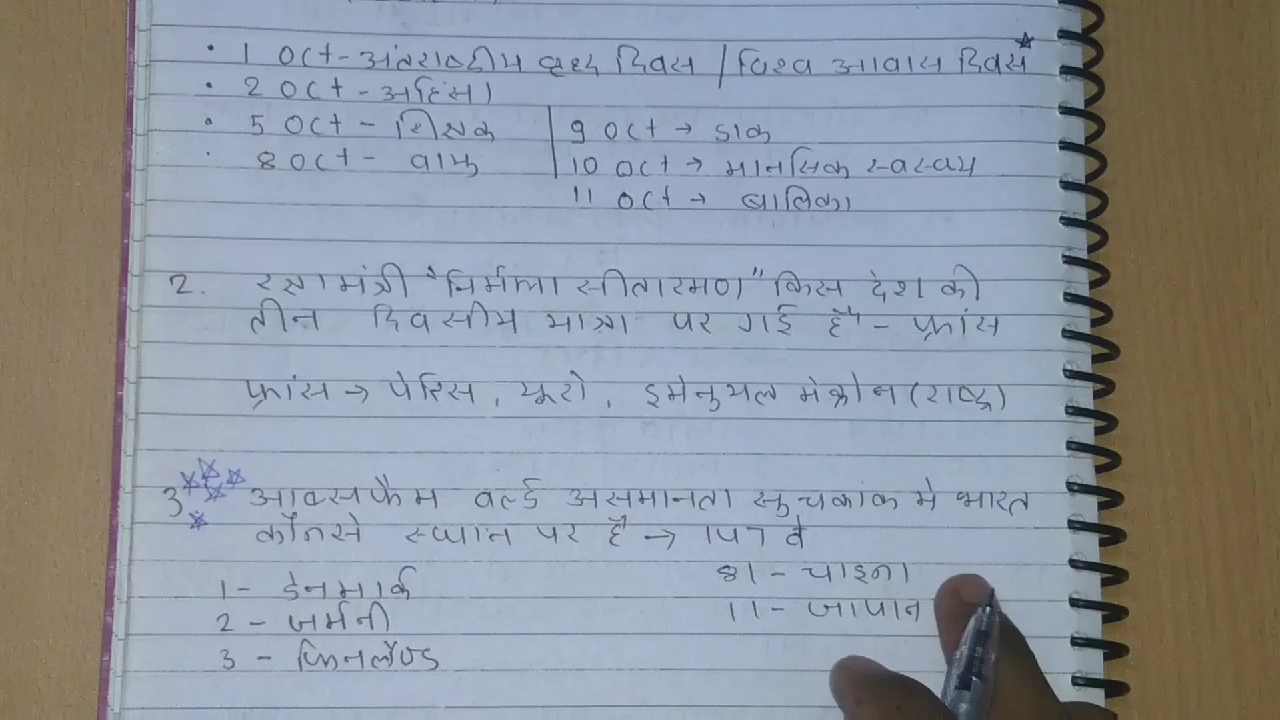 • 1 Oct - अंतराष्ट्रीय वृध्द दिवस / विश्व आवास दिवस
• 2 Oct - अहिंसा
• 5 Oct - शिक्षक
• 8 Oct - वायु
9 Oct → डाक
10 Oct → मानसिक स्वास्थय
11 Oct → बालिका
2. रक्षामंत्री "निर्मला सीतारमण" किस देश की
तीन दिवसीय यात्रा पर गई हैं - फ्रांस
फ्रांस → पेरिस, यूरो, इमेनुयल मेक्रोन (राष्ट्र)
3 आक्सफैम वर्ल्ड असमानता सुचकांक मे भारत
कौनसे स्थान पर है → 147 वे
1 - डेनमार्क
2 - जर्मनी
3 - फिनलैण्ड
81 - चाइना
11 - जापान